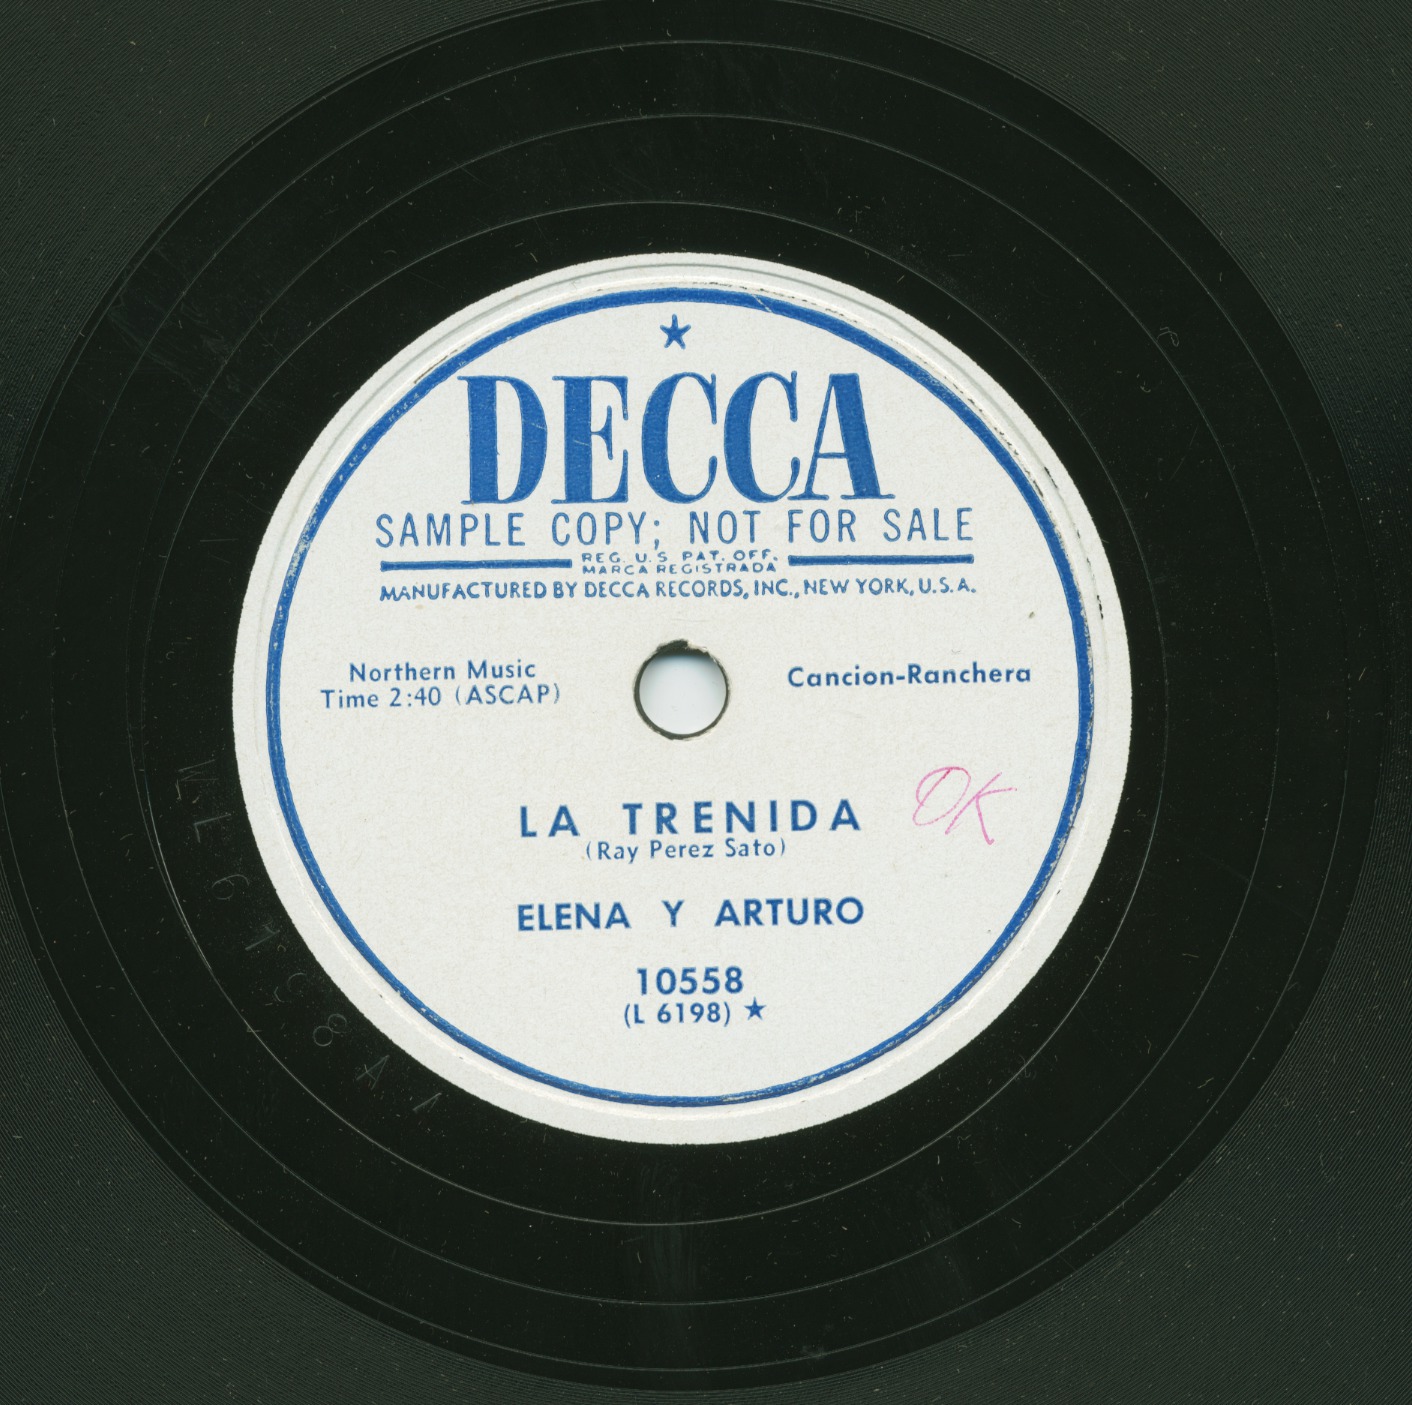 DECCA
SAMPLE COPY; NOT FOR SALE
REG. U.S. PAT. OFF.
MARCA REGISTRADA
MANUFACTURED BY DECCA RECORDS, INC., NEW YORK, U.S.A.
Northern Music
Time 2:40 (ASCAP)
Cancion-Ranchera
OK
LA TRENIDA
(Ray Perez Sato)
ELENA Y ARTURO
10558
(L 6198) ★